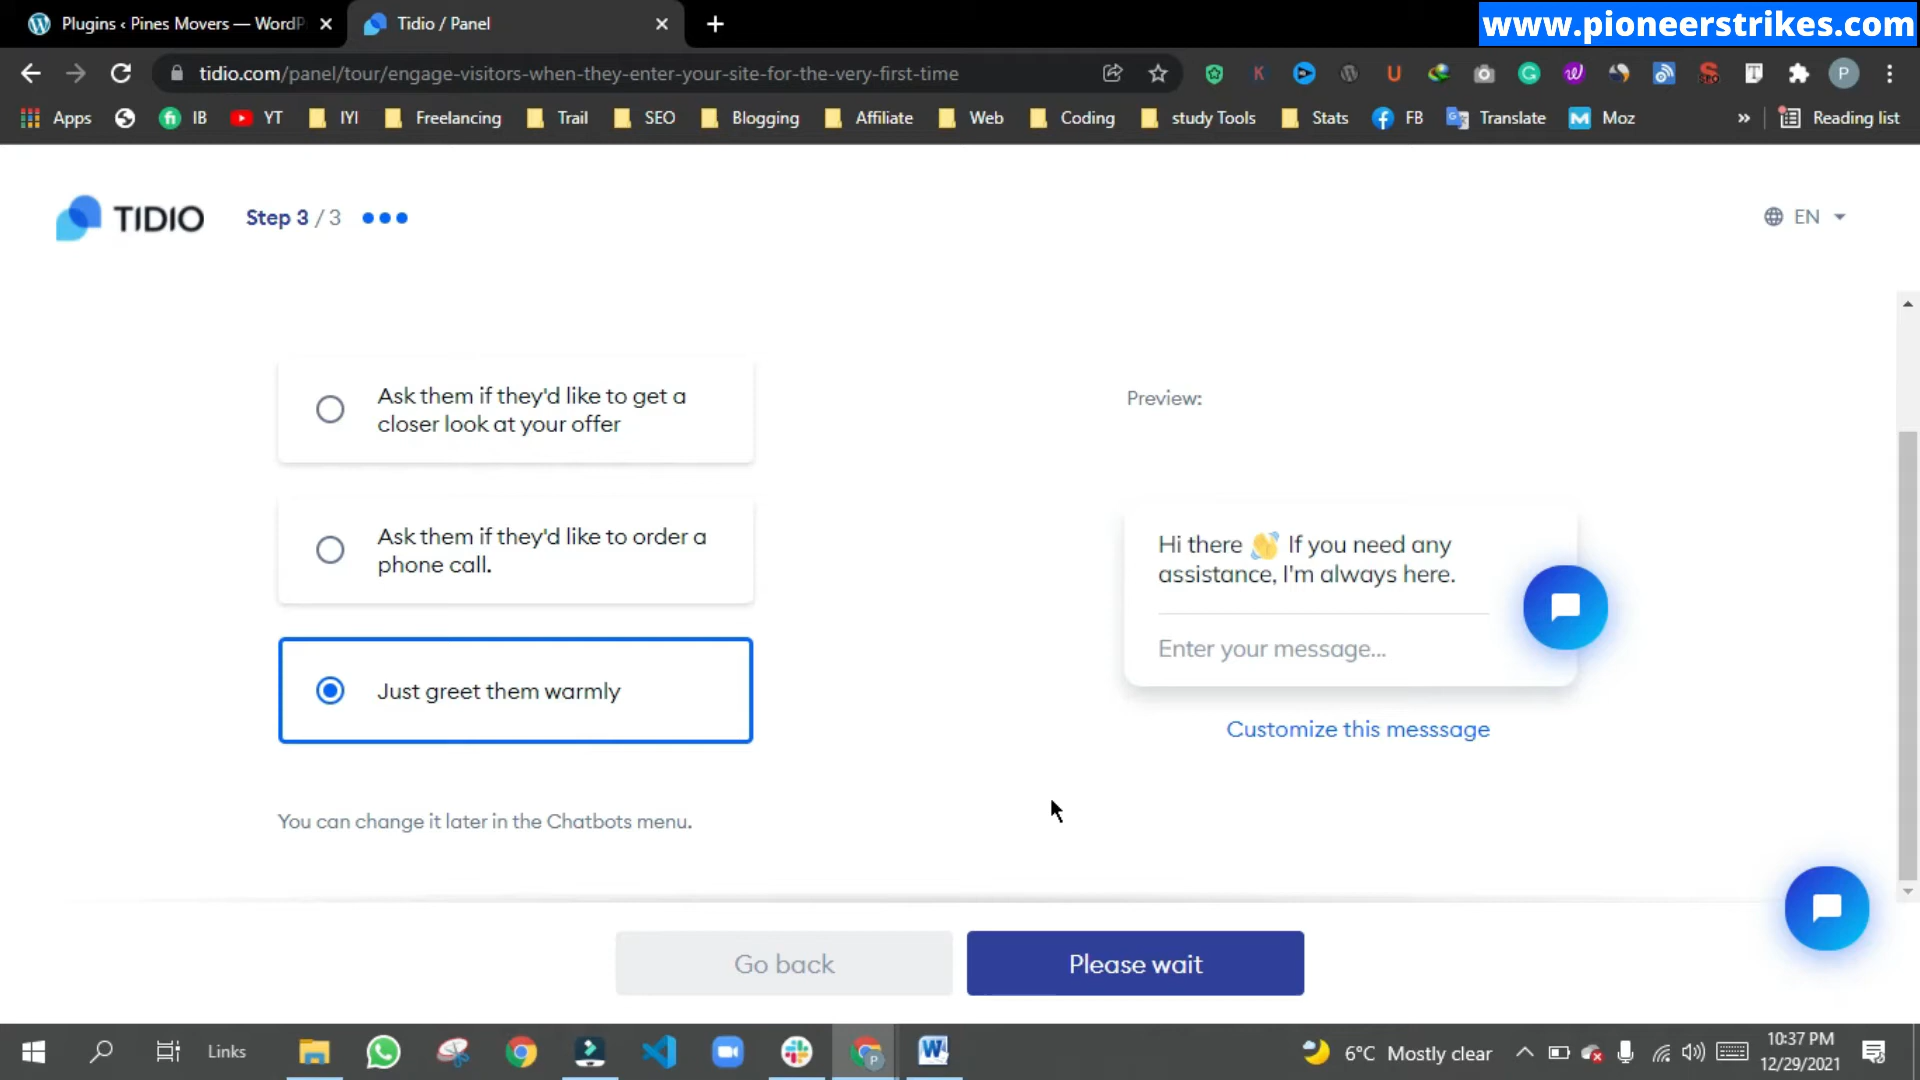 Plugins ‹ Pines Movers — WordP
Tidio / Panel
www.pioneerstrikes.com
tidio.com/panel/tour/engage-visitors-when-they-enter-your-site-for-the-very-first-time
Apps
IB
YT
IYI
Freelancing
Trail
SEO
Blogging
Affiliate
Web
Coding
study Tools
Stats
FB
Translate
Moz
Reading list
TIDIO
Step 3 / 3
EN
Ask them if they'd like to get a
closer look at your offer
Ask them if they'd like to order a
phone call.
Just greet them warmly
You can change it later in the Chatbots menu.
Preview:
Hi there 👋 If you need any
assistance, I'm always here.
Enter your message...
Customize this messsage
Go back
Please wait
Links
6°C Mostly clear
10:37 PM
12/29/2021